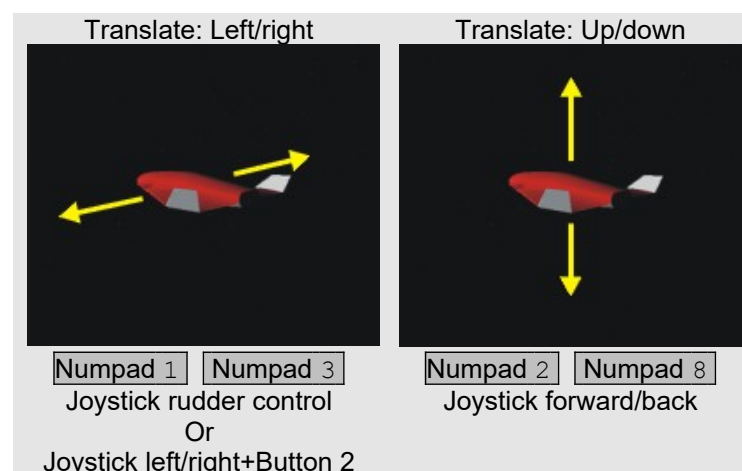 Translate: Left/right
Numpad 1 Numpad 3
Joystick rudder control
Or
Joystick left/right+Button 2
Translate: Up/down
Numpad 2 Numpad 8
Joystick forward/back